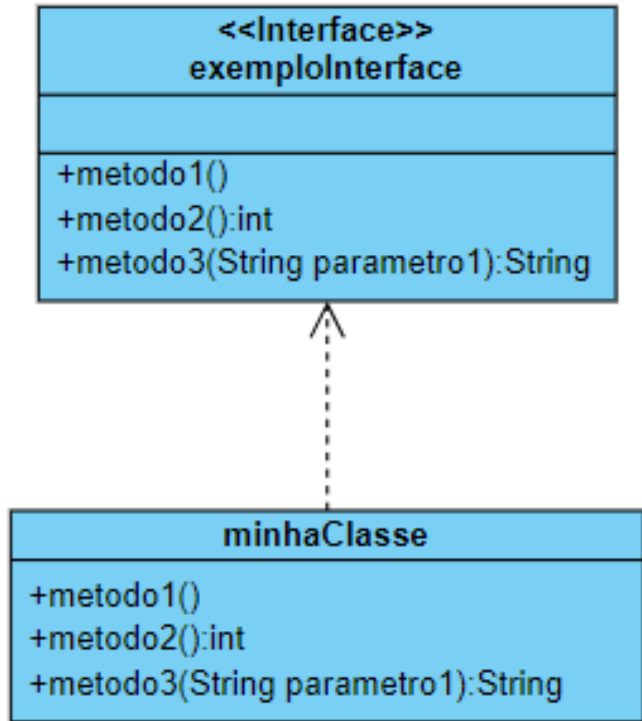 <<Interface>>
exemploInterface
+metodo1()
+metodo2():int
+metodo3(String parametro1):String
minhaClasse
+metodo1()
+metodo2():int
+metodo3(String parametro1):String